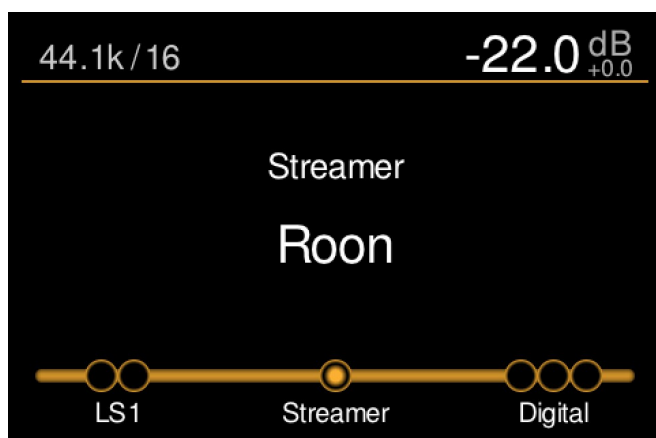 44.1k/16
-22.0 dB
+0.0
Streamer
Roon
LS1 Streamer Digital